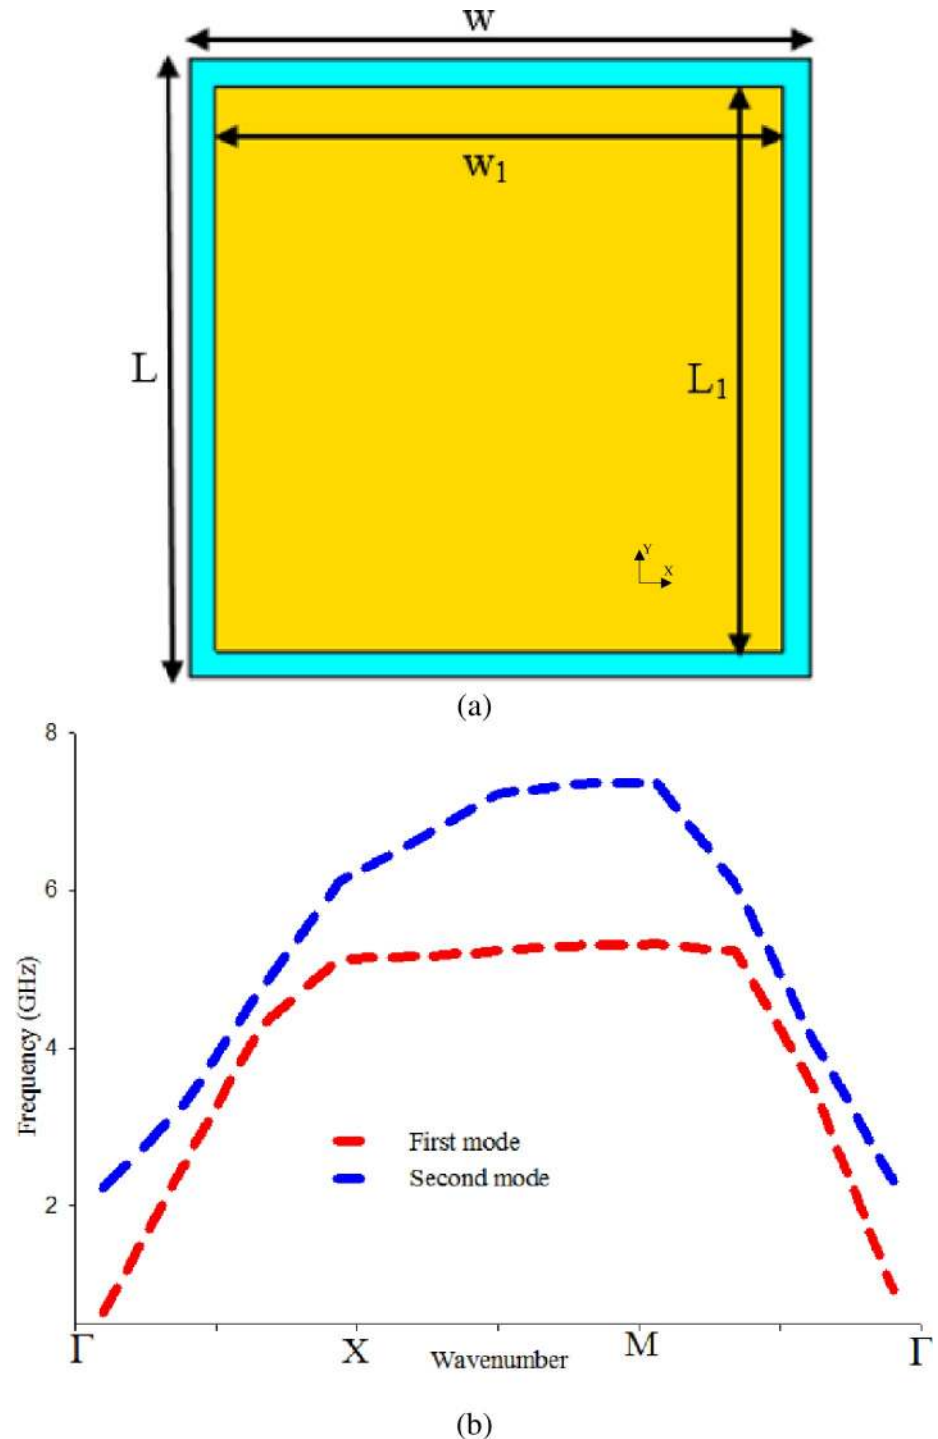 w
w₁
L
L₁
Y
X
(a)
8
6
4
2
Frequency (GHz)
First mode
Second mode
Γ
X
M
Γ
Wavenumber
(b)